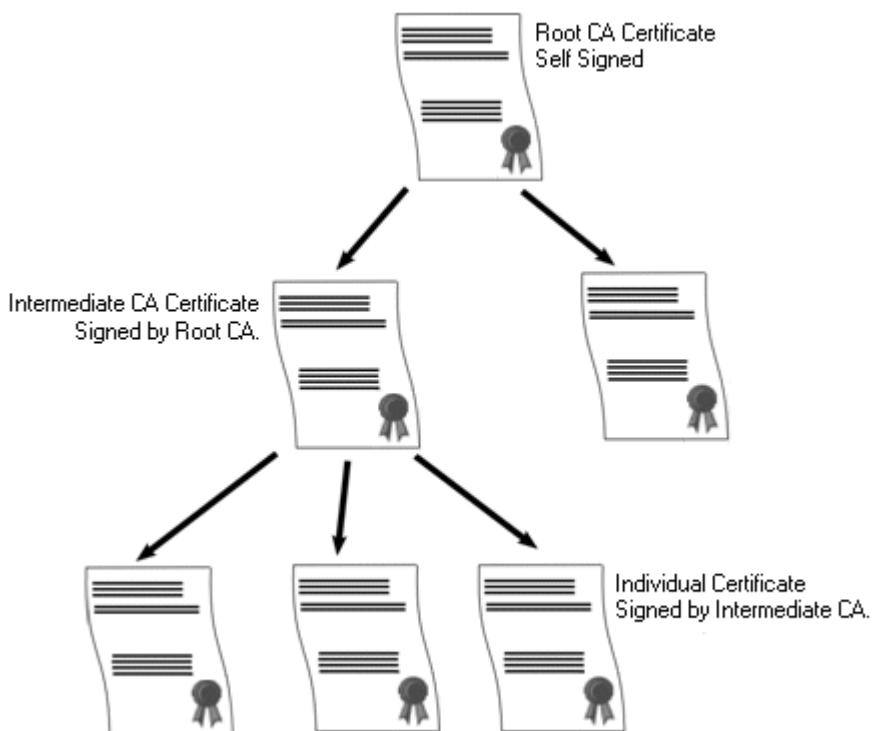 Root CA Certificate
Self Signed
Intermediate CA Certificate
Signed by Root CA.
Individual Certificate
Signed by Intermediate CA.